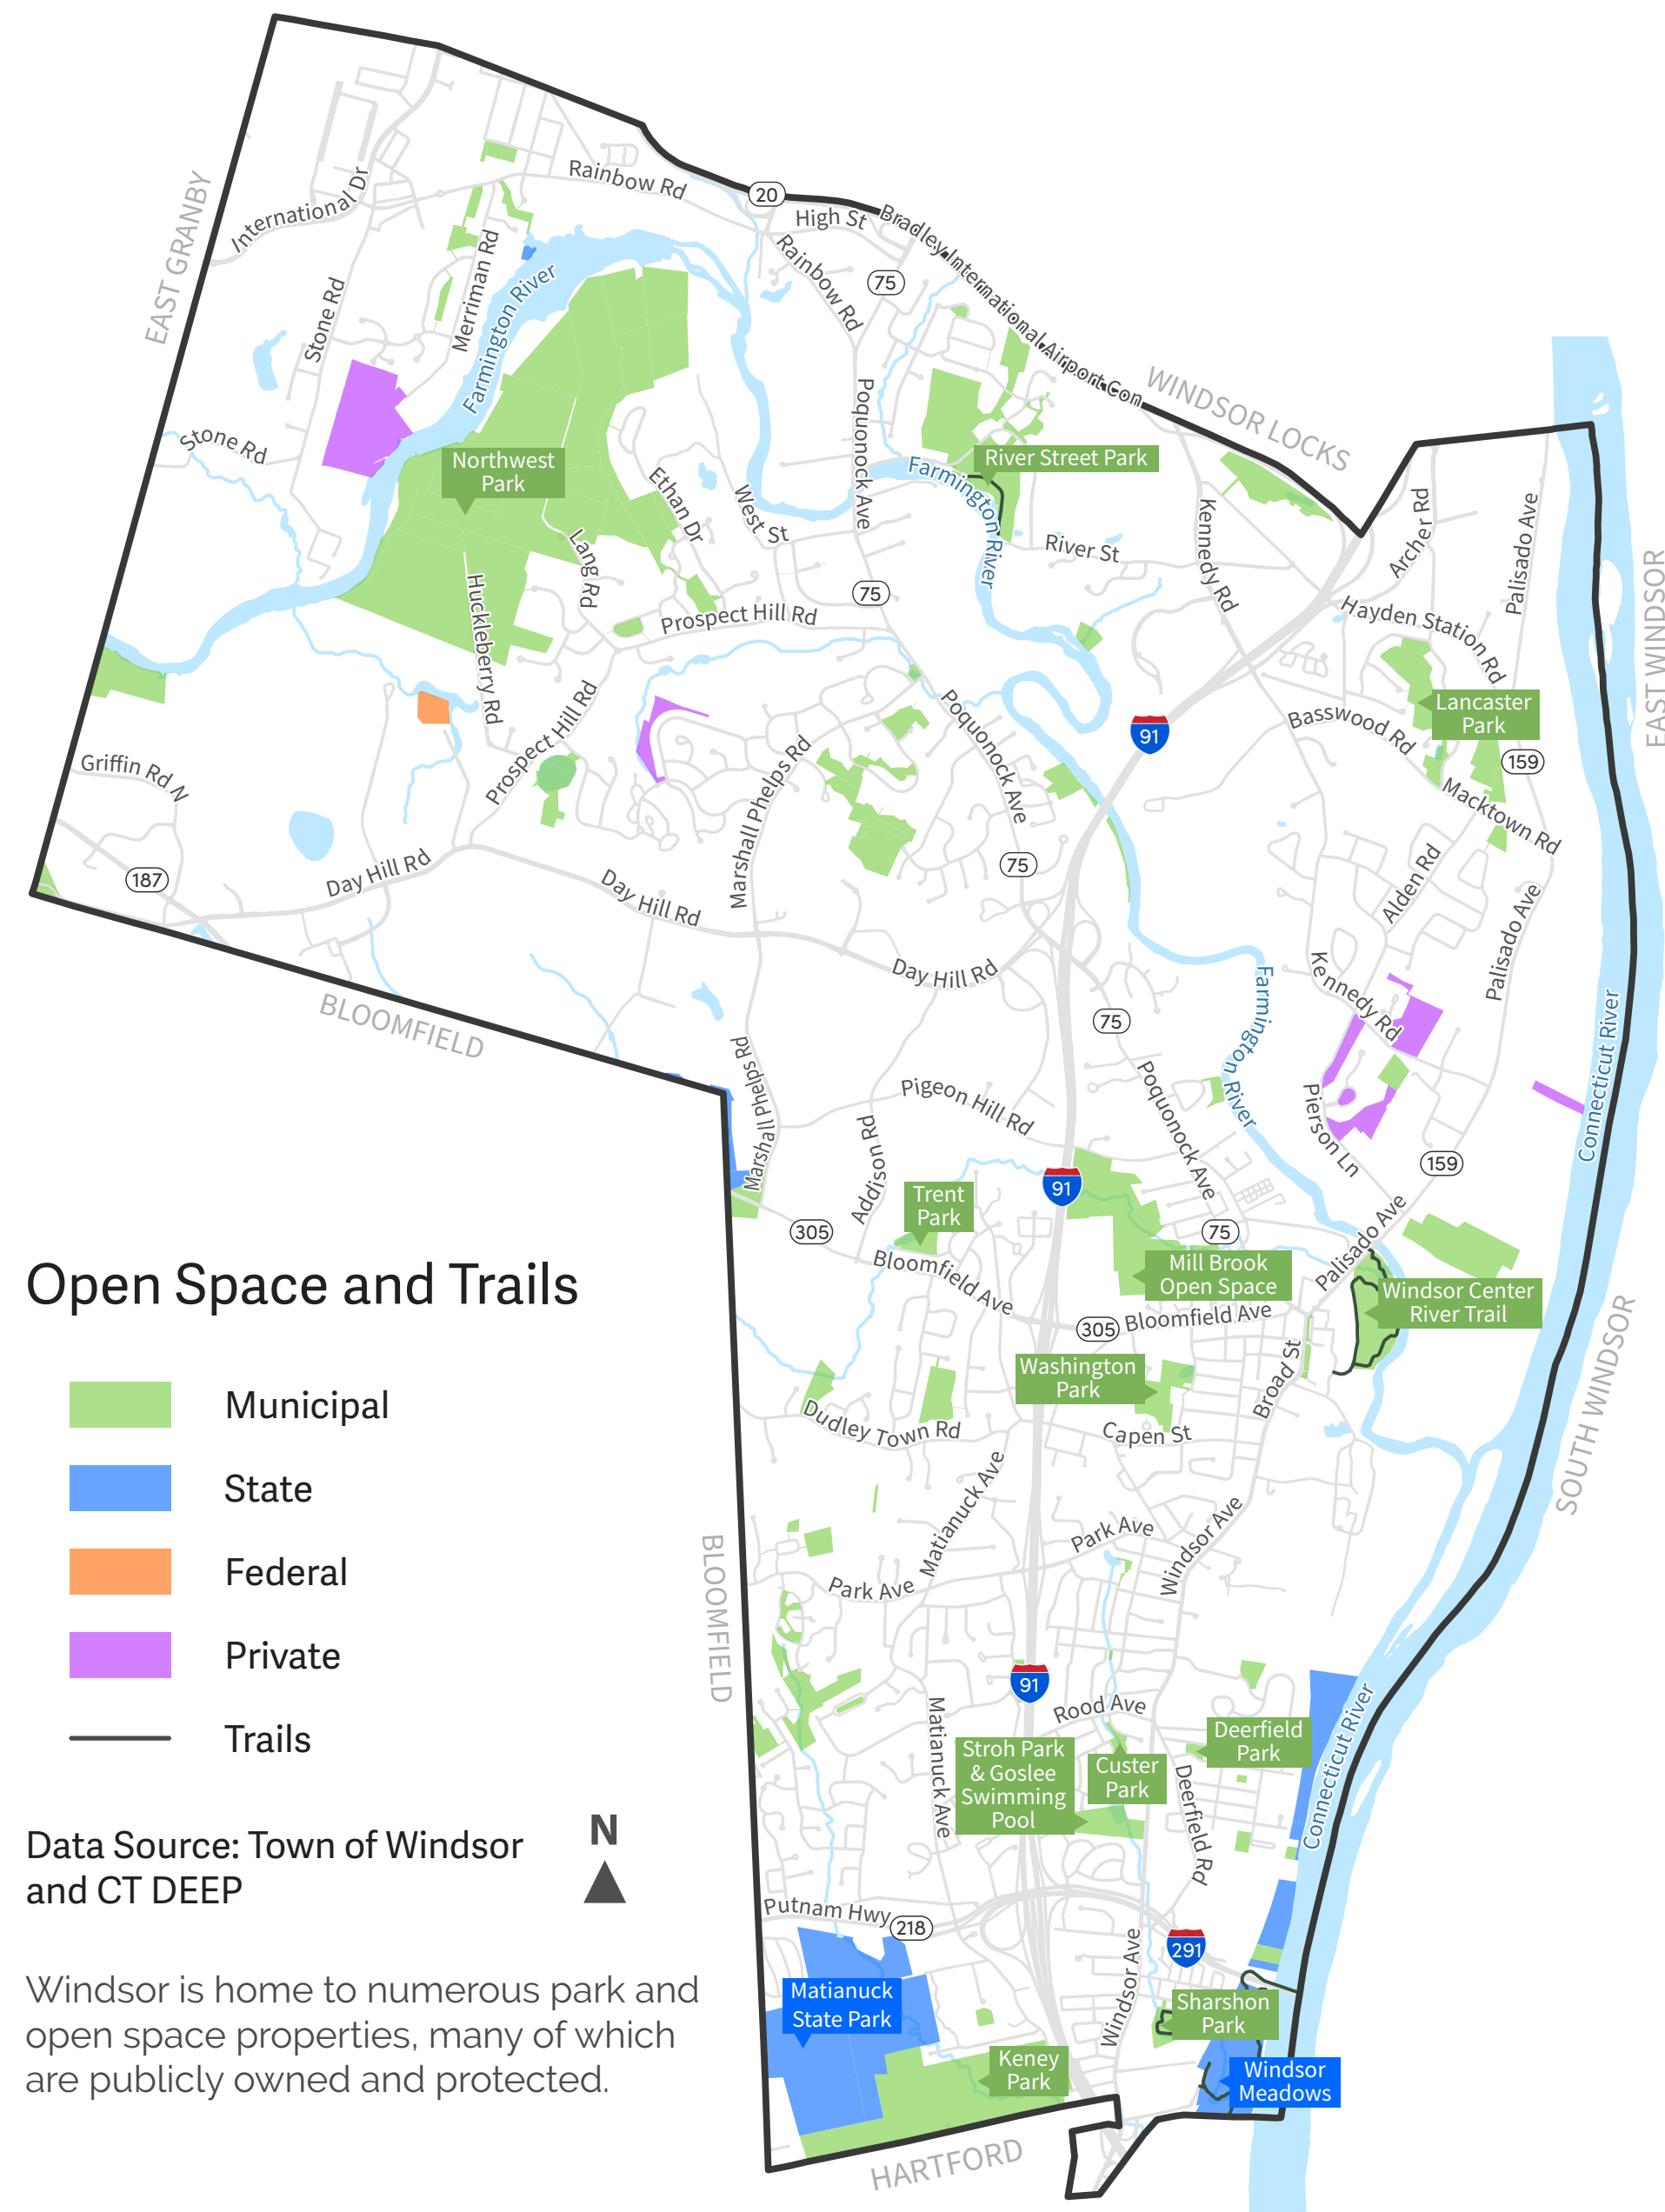 EAST GRANBY
International Dr
Rainbow Rd
20
High St
Bradley International Airport Con
Rainbow Rd
75
Merriman Rd
Stone Rd
Farmington River
WINDSOR LOCKS
Stone Rd
Northwest
Park
Poquonock Ave
River Street Park
Farmington River
Ethan Dr
West St
Lang Rd
River St
Kennedy Rd
Archer Rd
Palisado Ave
EAST WINDSOR
75
Huckleberry Rd
Prospect Hill Rd
Hayden Station Rd
Prospect Hill Rd
Poquonock Ave
91
Basswood Rd
Lancaster
Park
159
Griffin Rd N
Marshall Phelps Rd
Macktown Rd
187
Day Hill Rd
Day Hill Rd
75
Alden Rd
Palisado Ave
Day Hill Rd
Kennedy Rd
Farmington River
BLOOMFIELD
75
Marshall Phelps Rd
Pigeon Hill Rd
Poquonock Ave
Pierson Ln
Connecticut River
Addison Rd
91
159
Trent
Park
305
75
Palisado Ave
Bloomfield Ave
Mill Brook
Open Space
Windsor Center
River Trail
305
Bloomfield Ave
SOUTH WINDSOR
Washington
Park
Broad St
Dudley Town Rd
Capen St
Matianuck Ave
Park Ave
Windsor Ave
Park Ave
BLOOMFIELD
91
Rood Ave
Matianuck Ave
Stroh Park
& Goslee
Swimming
Pool
Custer
Park
Deerfield
Park
Deerfield Rd
Connecticut River
Putnam Hwy
218
291
Windsor Ave
Matianuck
State Park
Sharshon
Park
Keney
Park
Windsor
Meadows
HARTFORD
Open Space and Trails
Municipal
State
Federal
Private
Trails
Data Source: Town of Windsor
and CT DEEP
N
Windsor is home to numerous park and
open space properties, many of which
are publicly owned and protected.